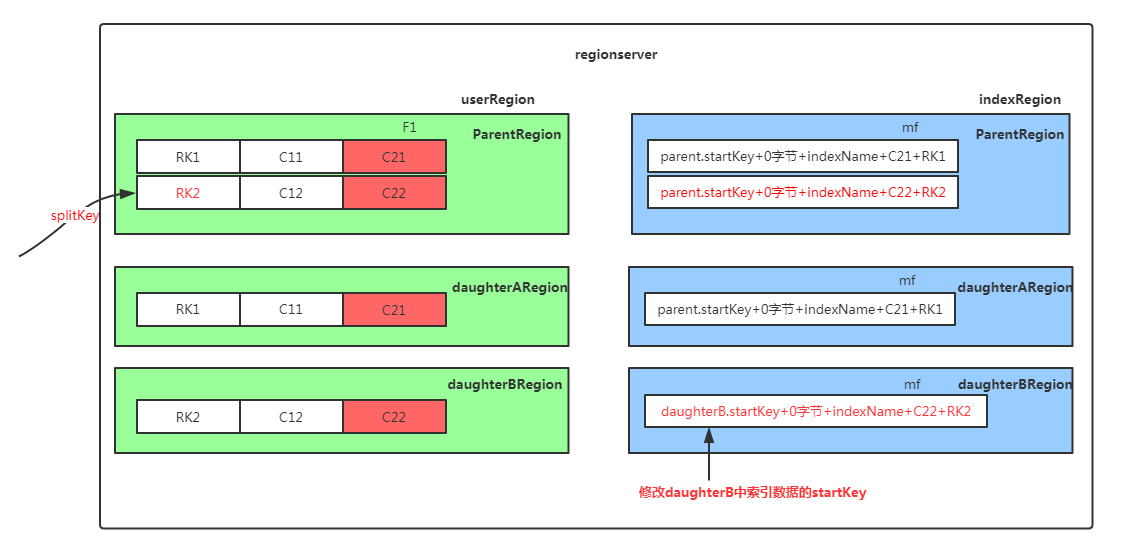 regionserver
userRegion
indexRegion
F1
ParentRegion
mf
ParentRegion
RK1
C11
C21
parent.startKey+0字节+indexName+C21+RK1
RK2
C12
C22
parent.startKey+0字节+indexName+C22+RK2
splitKey
daughterARegion
mf
daughterARegion
RK1
C11
C21
parent.startKey+0字节+indexName+C21+RK1
daughterBRegion
mf
daughterBRegion
RK2
C12
C22
daughterB.startKey+0字节+indexName+C22+RK2
修改daughterB中索引数据的startKey